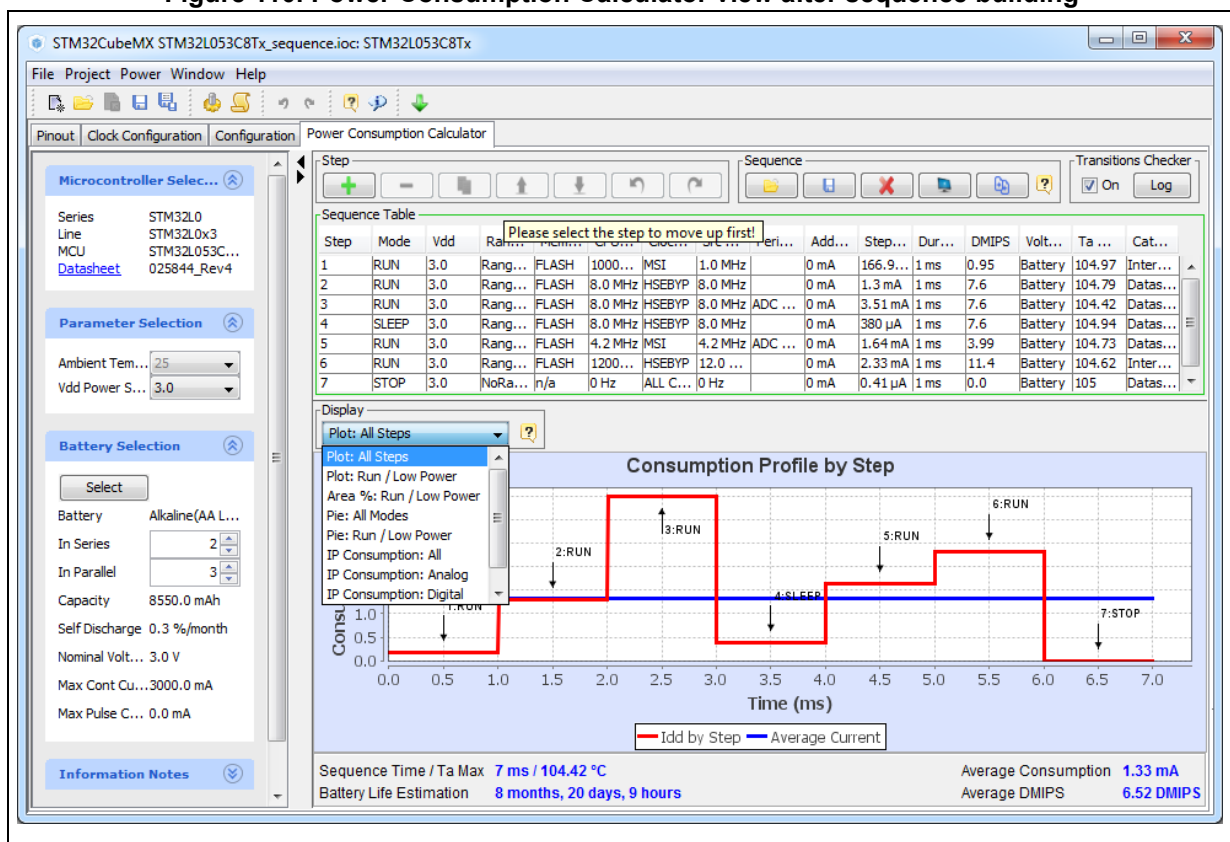 Figure 110. Power Consumption Calculator view after sequence building
STM32CubeMX STM32L053C8Tx_sequence.ioc: STM32L053C8Tx
File Project Power Window Help
Pinout Clock Configuration Configuration Power Consumption Calculator
Microcontroller Selec...
Series STM32L0
Line STM32L0x3
MCU STM32L053C...
Datasheet 025844_Rev4
Parameter Selection
Ambient Tem... 25
Vdd Power S... 3.0
Battery Selection
Select
Battery Alkaline(AA L...
In Series 2
In Parallel 3
Capacity 8550.0 mAh
Self Discharge 0.3 %/month
Nominal Volt... 3.0 V
Max Cont Cu...3000.0 mA
Max Pulse C... 0.0 mA
Information Notes
Step
Sequence
Transitions Checker
On Log
Sequence Table
Please select the step to move up first!
Step Mode Vdd Ran... Peri... Add... Step... Dur... DMIPS Volt... Ta ... Cat...
1 RUN 3.0 Rang... FLASH 1000... MSI 1.0 MHz 0 mA 166.9... 1 ms 0.95 Battery 104.97 Inter...
2 RUN 3.0 Rang... FLASH 8.0 MHz HSEBYP 8.0 MHz 0 mA 1.3 mA 1 ms 7.6 Battery 104.79 Datas...
3 RUN 3.0 Rang... FLASH 8.0 MHz HSEBYP 8.0 MHz ADC ... 0 mA 3.51 mA 1 ms 7.6 Battery 104.42 Datas...
4 SLEEP 3.0 Rang... FLASH 8.0 MHz HSEBYP 8.0 MHz 0 mA 380 µA 1 ms 7.6 Battery 104.94 Datas...
5 RUN 3.0 Rang... FLASH 4.2 MHz MSI 4.2 MHz ADC ... 0 mA 1.64 mA 1 ms 3.99 Battery 104.73 Datas...
6 RUN 3.0 Rang... FLASH 1200... HSEBYP 12.0 ... 0 mA 2.33 mA 1 ms 11.4 Battery 104.62 Inter...
7 STOP 3.0 NoRa... n/a 0 Hz ALL C... 0 Hz 0 mA 0.41 µA 1 ms 0.0 Battery 105 Datas...
Display
Plot: All Steps
Plot: All Steps
Plot: Run / Low Power
Area %: Run / Low Power
Pie: All Modes
Pie: Run / Low Power
IP Consumption: All
IP Consumption: Analog
IP Consumption: Digital
Consumption Profile by Step
1:RUN
2:RUN
3:RUN
4:SLEEP
5:RUN
6:RUN
7:STOP
Consu
1.0
0.5
0.0
0.0 0.5 1.0 1.5 2.0 2.5 3.0 3.5 4.0 4.5 5.0 5.5 6.0 6.5 7.0
Time (ms)
Idd by Step Average Current
Sequence Time / Ta Max 7 ms / 104.42 °C
Average Consumption 1.33 mA
Battery Life Estimation 8 months, 20 days, 9 hours
Average DMIPS 6.52 DMIPS